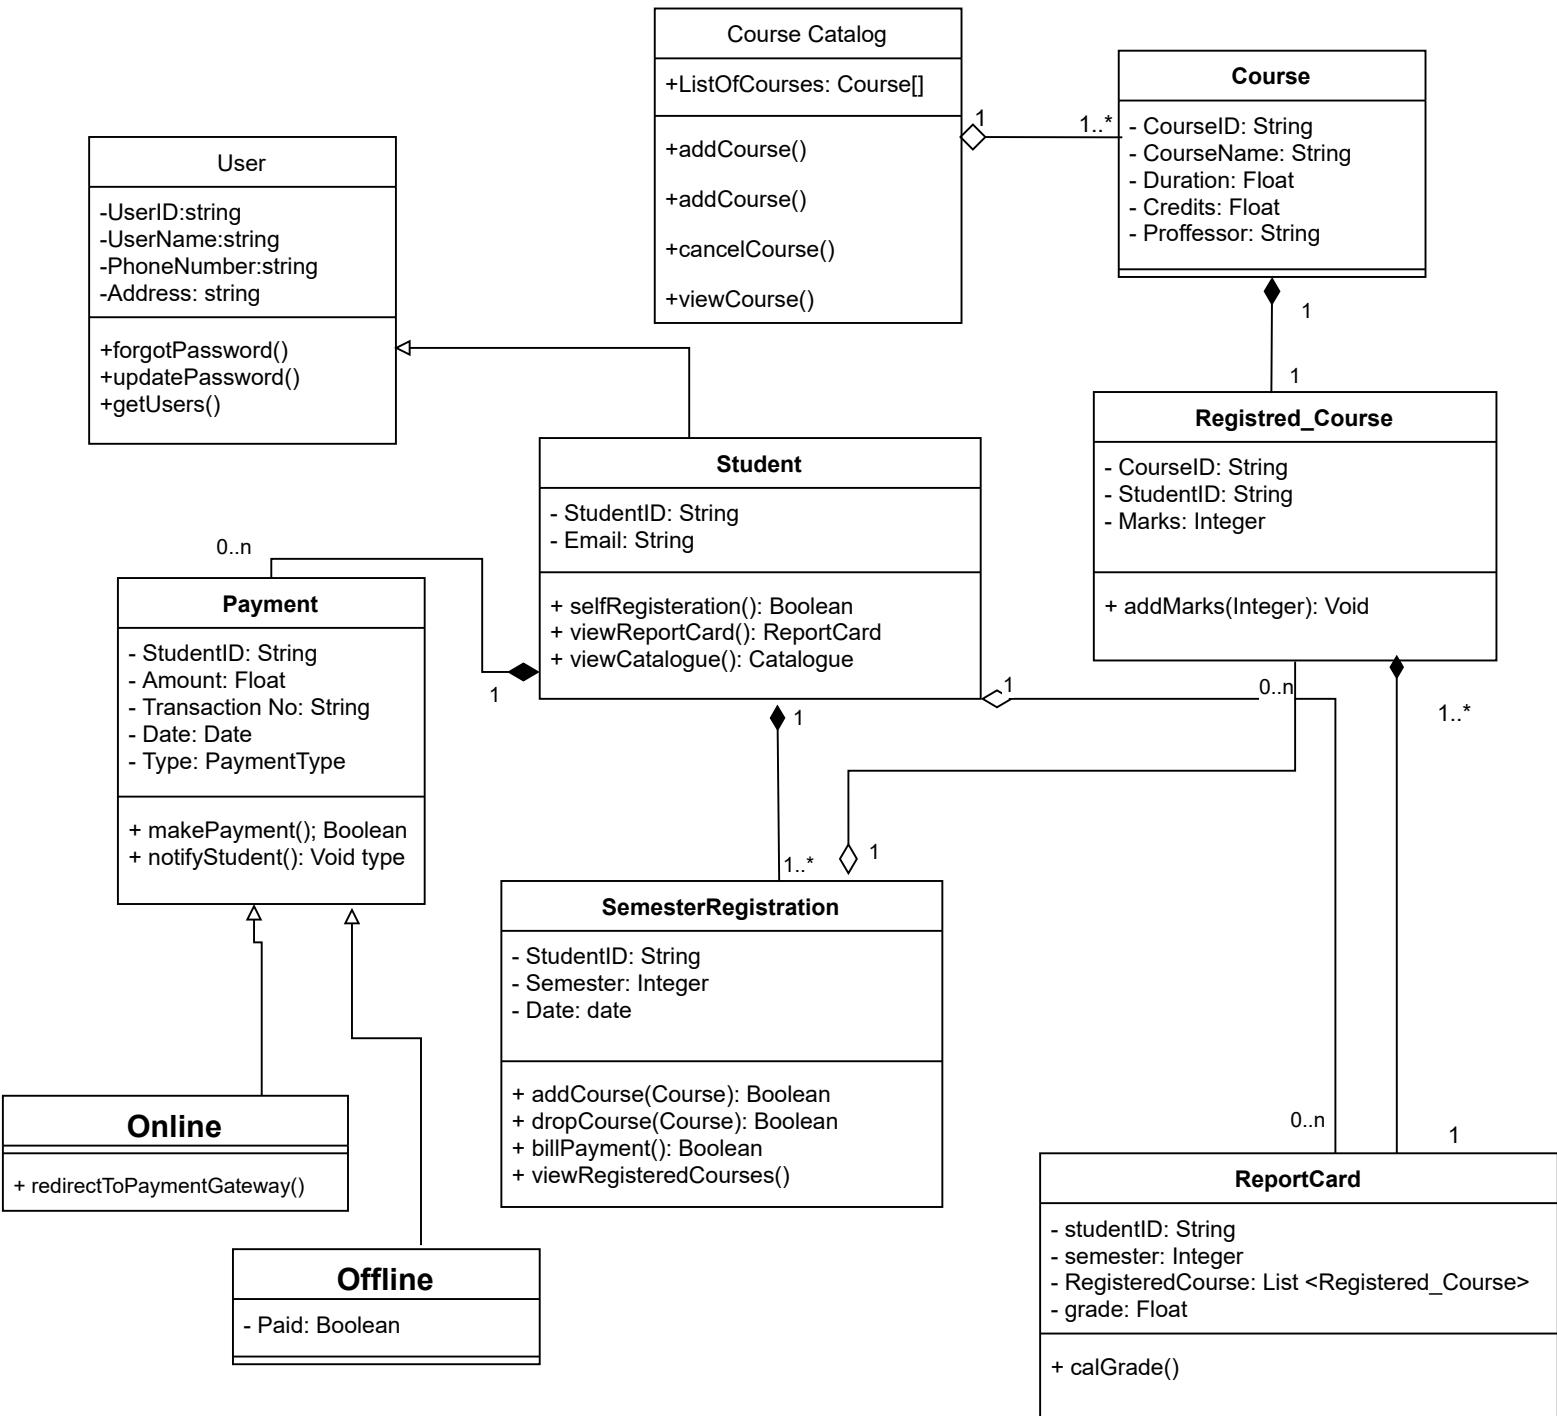 Course Catalog
+ListOfCourses: Course[]
+addCourse()
+addCourse()
+cancelCourse()
+viewCourse()
1
1..*
Course
- CourseID: String
- CourseName: String
- Duration: Float
- Credits: Float
- Proffessor: String
1
1
User
-UserID:string
-UserName:string
-PhoneNumber:string
-Address: string
+forgotPassword()
+updatePassword()
+getUsers()
Registred_Course
- CourseID: String
- StudentID: String
- Marks: Integer
+ addMarks(Integer): Void
Student
- StudentID: String
- Email: String
+ selfRegisteration(): Boolean
+ viewReportCard(): ReportCard
+ viewCatalogue(): Catalogue
0..n
1
Payment
- StudentID: String
- Amount: Float
- Transaction No: String
- Date: Date
- Type: PaymentType
+ makePayment(); Boolean
+ notifyStudent(): Void type
1
0..n
1..*
1
1..*
1
SemesterRegistration
- StudentID: String
- Semester: Integer
- Date: date
+ addCourse(Course): Boolean
+ dropCourse(Course): Boolean
+ billPayment(): Boolean
+ viewRegisteredCourses()
Online
+ redirectToPaymentGateway()
Offline
- Paid: Boolean
0..n
1
ReportCard
- studentID: String
- semester: Integer
- RegisteredCourse: List <Registered_Course>
- grade: Float
+ calGrade()